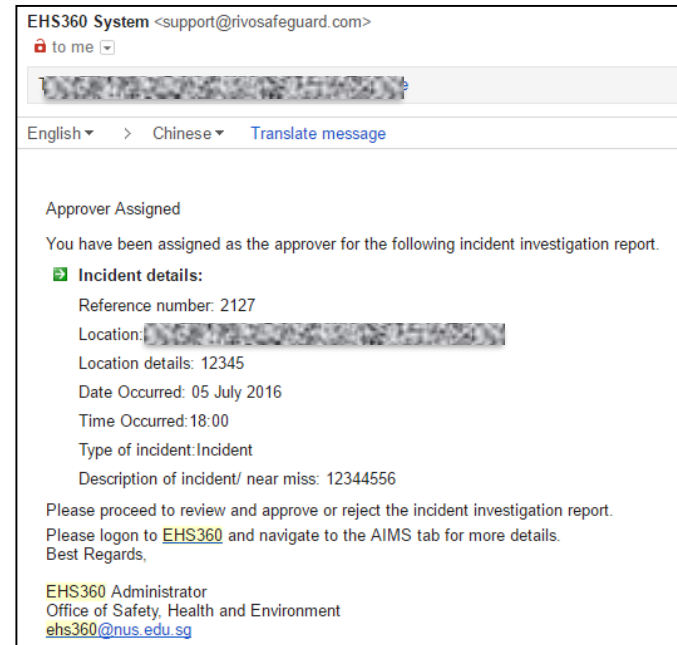 EHS360 System <support@rivosafeguard.com>
to me
English > Chinese Translate message
Approver Assigned
You have been assigned as the approver for the following incident investigation report.
Incident details:
Reference number: 2127
Location:
Location details: 12345
Date Occurred: 05 July 2016
Time Occurred:18:00
Type of incident:Incident
Description of incident/ near miss: 12344556
Please proceed to review and approve or reject the incident investigation report.
Please logon to EHS360 and navigate to the AIMS tab for more details.
Best Regards,
EHS360 Administrator
Office of Safety, Health and Environment
ehs360@nus.edu.sg